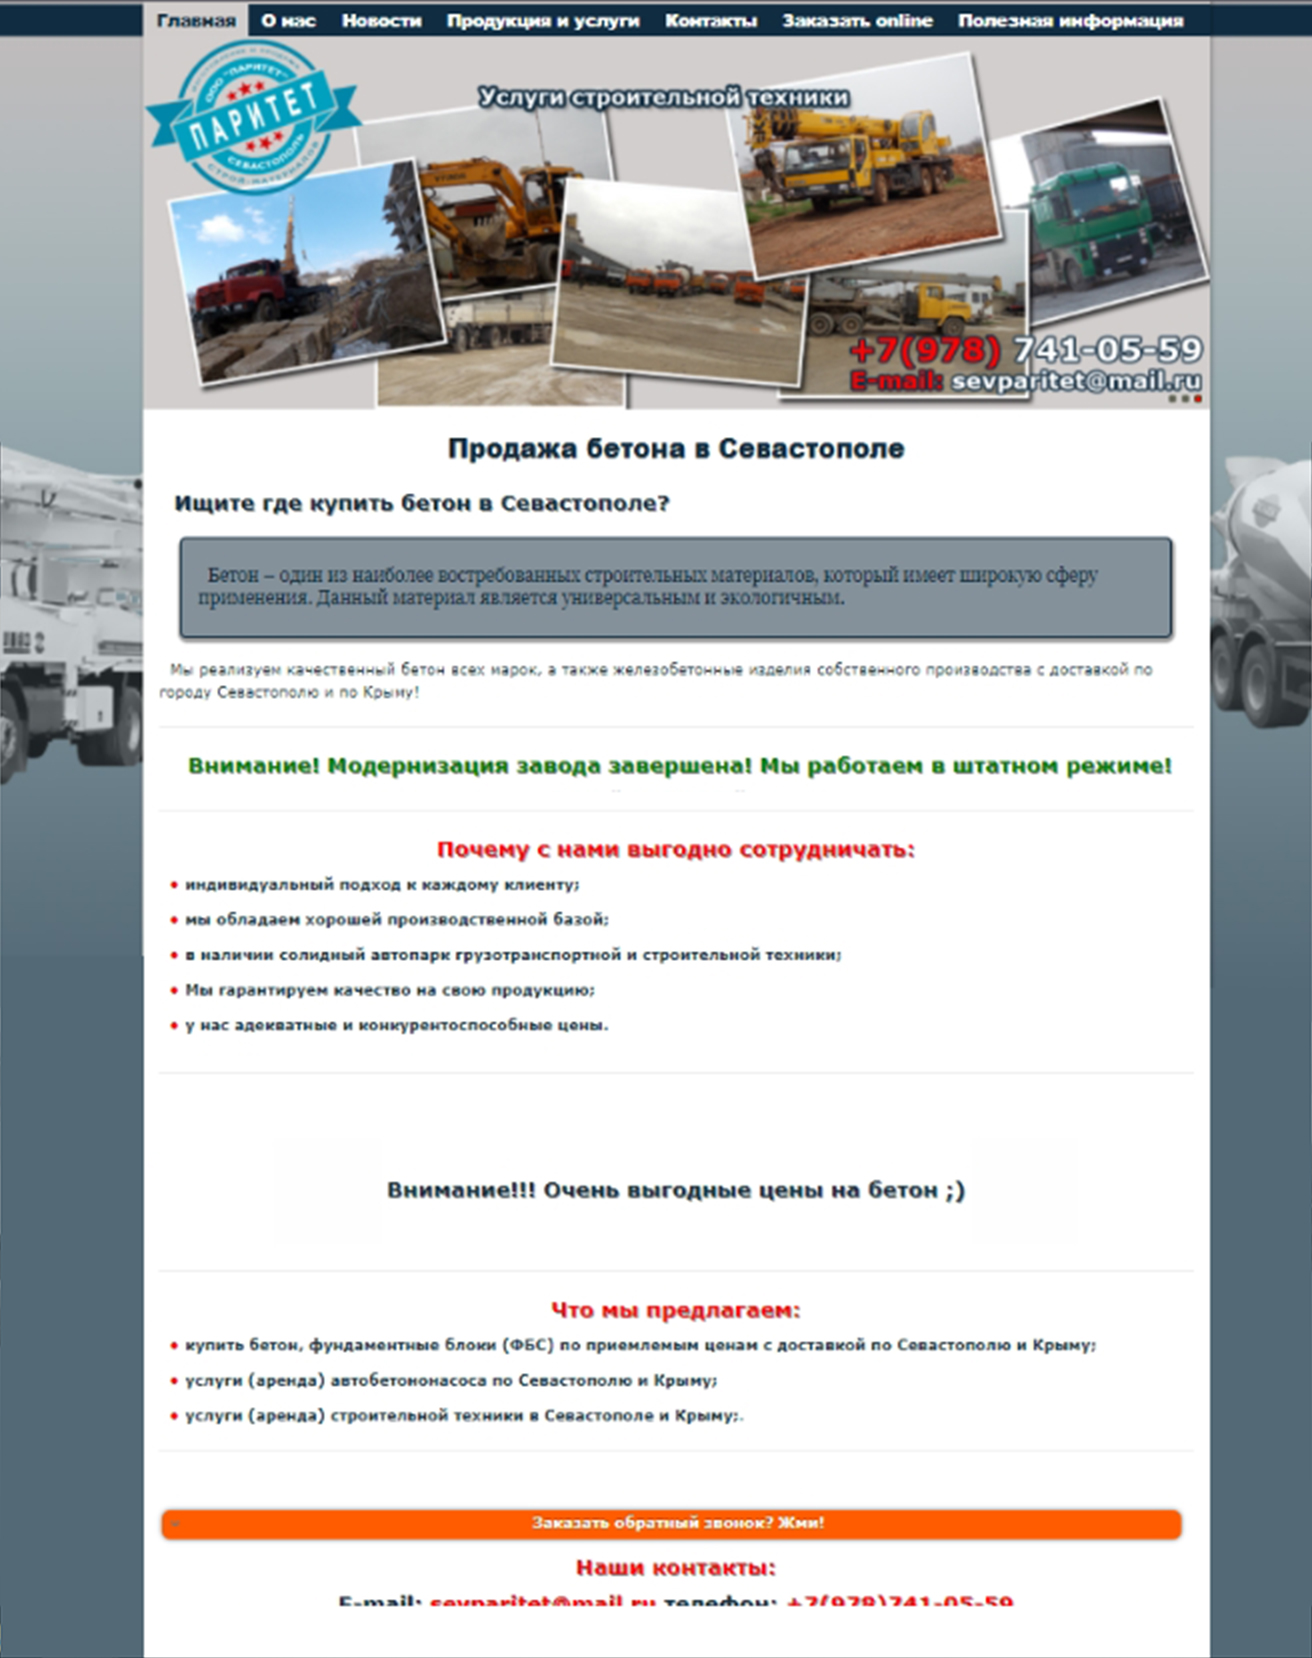 Главная О нас Новости Продукция и услуги Контакты Заказать online Полезная информация
ООО "ПАРИТЕТ"
ПАРИТЕТ
СЕВАСТОПОЛЬ
СТРОЙ-МАТЕРИАЛОВ
Услуги строительной техники
+7(978) 741-05-59
E-mail: sevparitet@mail.ru
Продажа бетона в Севастополе
Ищите где купить бетон в Севастополе?
Бетон – один из наиболее востребованных строительных материалов, который имеет широкую сферу
применения. Данный материал является универсальным и экологичным.
Мы реализуем качественный бетон всех марок, а также железобетонные изделия собственного производства с доставкой по
городу Севастополю и по Крыму!
Внимание! Модернизация завода завершена! Мы работаем в штатном режиме!
Почему с нами выгодно сотрудничать:
• индивидуальный подход к каждому клиенту;
• мы обладаем хорошей производственной базой;
• в наличии солидный автопарк грузотранспортной и строительной техники;
• Мы гарантируем качество на свою продукцию;
• у нас адекватные и конкурентоспособные цены.
Внимание!!! Очень выгодные цены на бетон ;)
Что мы предлагаем:
• купить бетон, фундаментные блоки (ФБС) по приемлемым ценам с доставкой по Севастополю и Крыму;
• услуги (аренда) автобетононасоса по Севастополю и Крыму;
• услуги (аренда) строительной техники в Севастополе и Крыму;.
Заказать обратный звонок? Жми!
Наши контакты:
E-mail: sevparitet@mail.ru телефон: +7(978)741-05-59